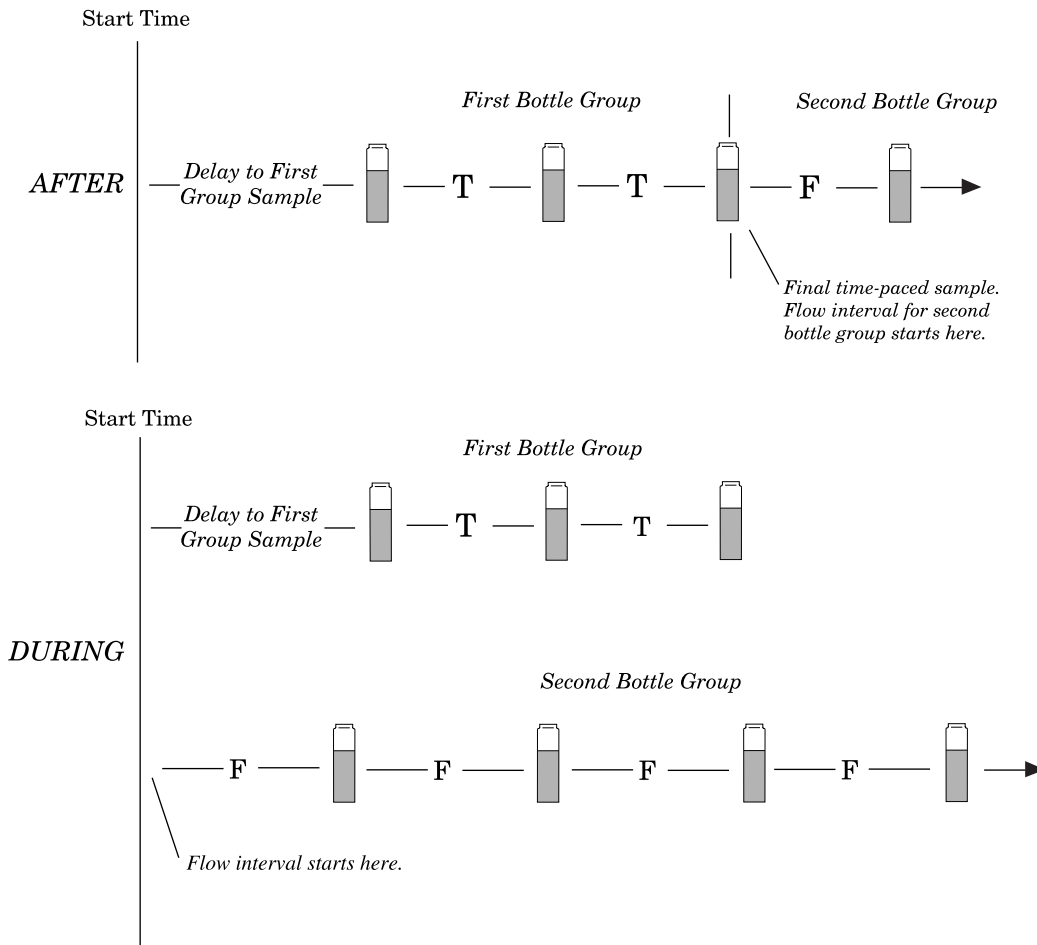 Start Time
First Bottle Group
Second Bottle Group
AFTER
Delay to First
Group Sample
T
T
F
Final time-paced sample.
Flow interval for second
bottle group starts here.
Start Time
First Bottle Group
Delay to First
Group Sample
T
T
DURING
Second Bottle Group
F
F
F
F
Flow interval starts here.